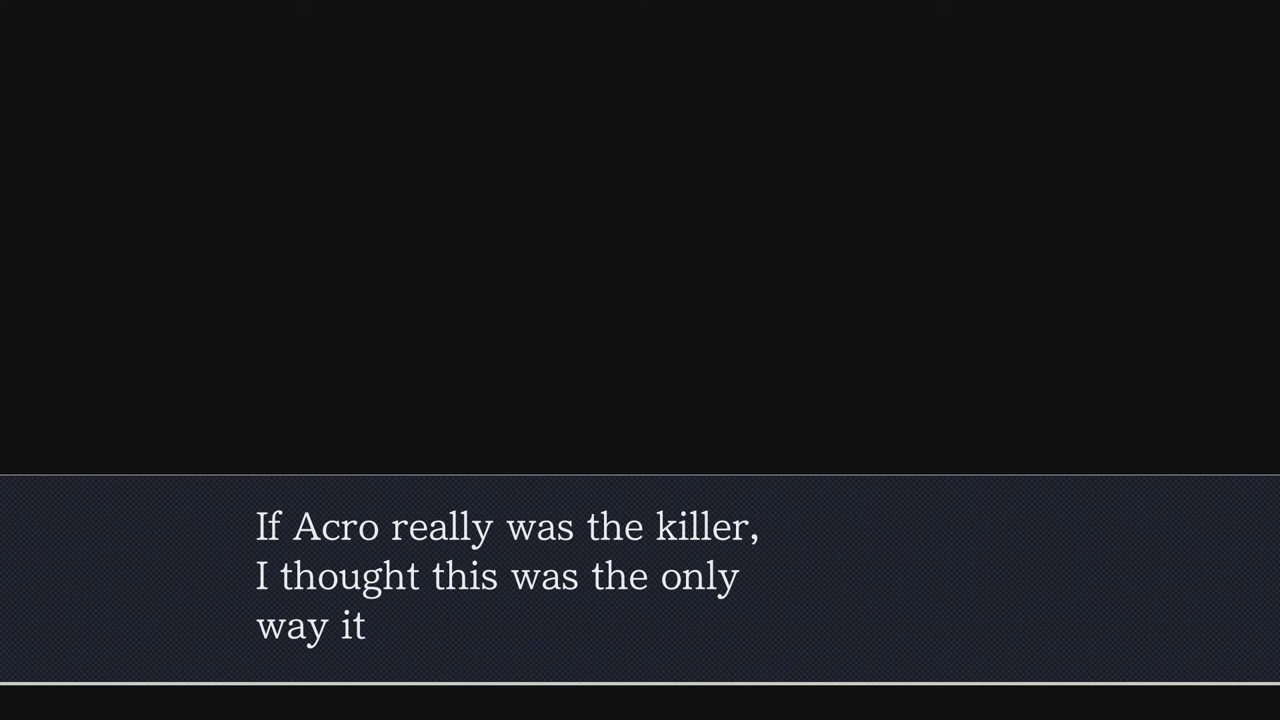 If Acro really was the killer,
I thought this was the only
way it